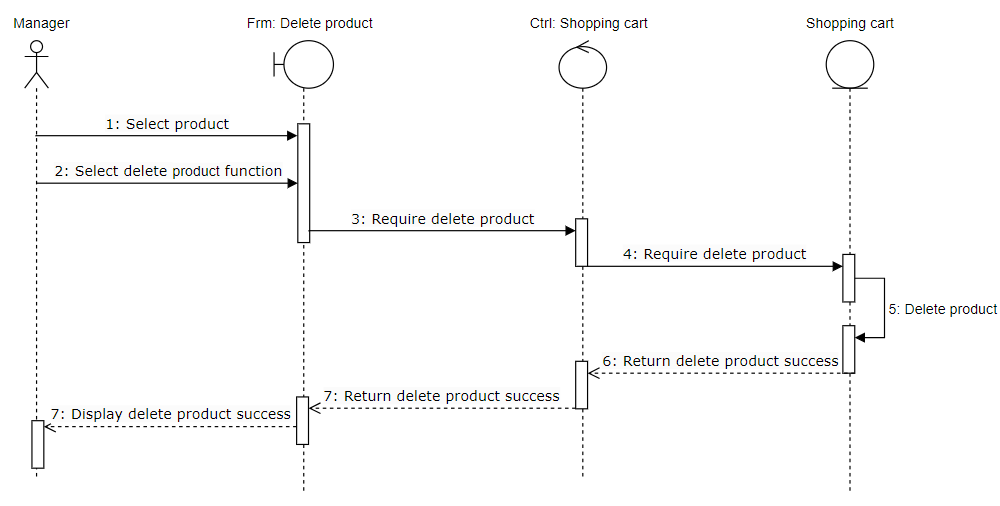 Manager
Frm: Delete product
Ctrl: Shopping cart
Shopping cart
1: Select product
2: Select delete product function
3: Require delete product
4: Require delete product
5: Delete product
6: Return delete product success
7: Return delete product success
7: Display delete product success